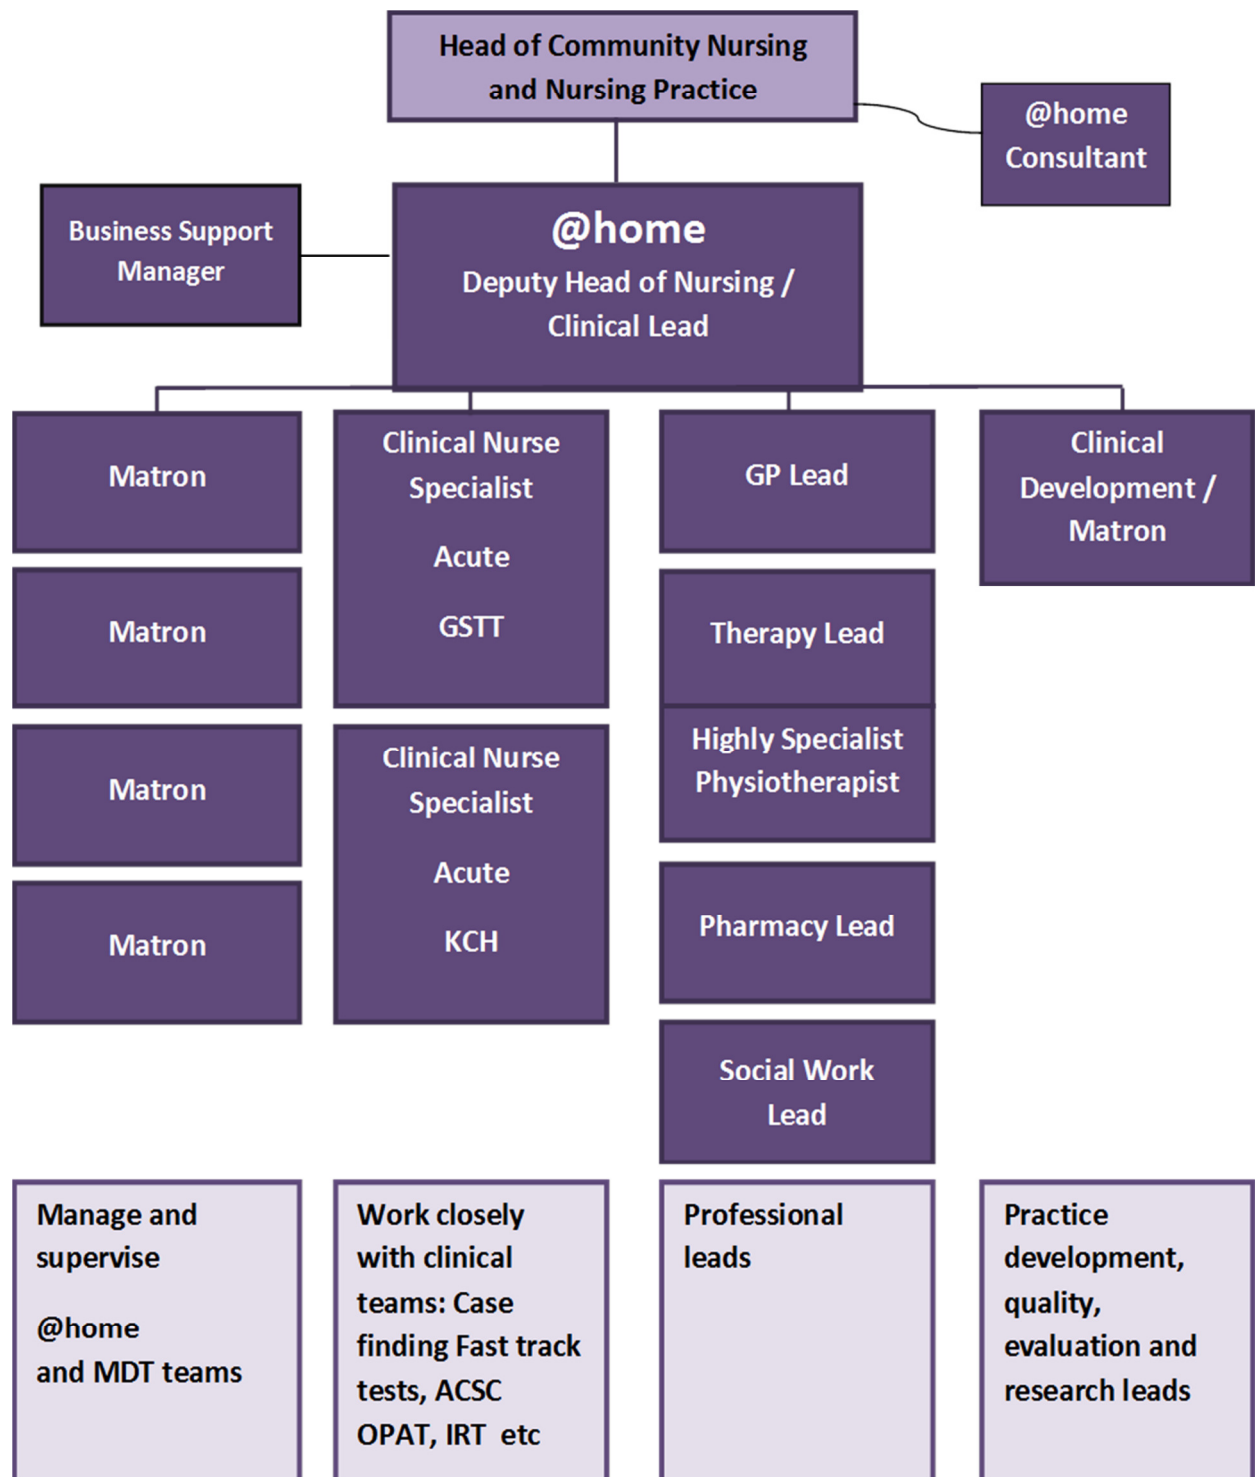 Head of Community Nursing
and Nursing Practice
@home
Consultant
Business Support
Manager
@home
Deputy Head of Nursing /
Clinical Lead
Matron
Matron
Matron
Matron
Clinical Nurse
Specialist
Acute
GSTT
Clinical Nurse
Specialist
Acute
KCH
GP Lead
Therapy Lead
Highly Specialist
Physiotherapist
Pharmacy Lead
Social Work
Lead
Clinical
Development /
Matron
Manage and
supervise
@home
and MDT teams
Work closely
with clinical
teams: Case
finding Fast track
tests, ACSC
OPAT, IRT etc
Professional
leads
Practice
development,
quality,
evaluation and
research leads